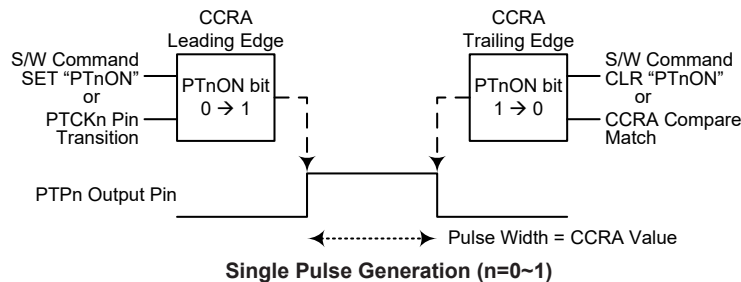 CCRA
Leading Edge
CCRA
Trailing Edge
S/W Command
SET “PTnON”
or
PTCKn Pin
Transition
PTnON bit
0 → 1
PTnON bit
1 → 0
S/W Command
CLR “PTnON”
or
CCRA Compare
Match
PTPn Output Pin
Pulse Width = CCRA Value
Single Pulse Generation (n=0~1)